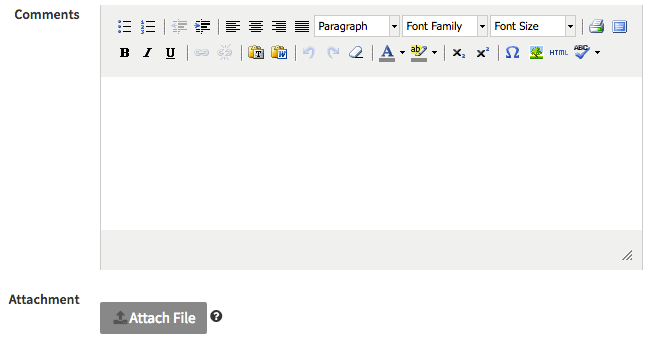 Comments
Paragraph Font Family Font Size
B I U T W A ab x₂ x² Ω HTML ABC
Attachment
Attach File ?